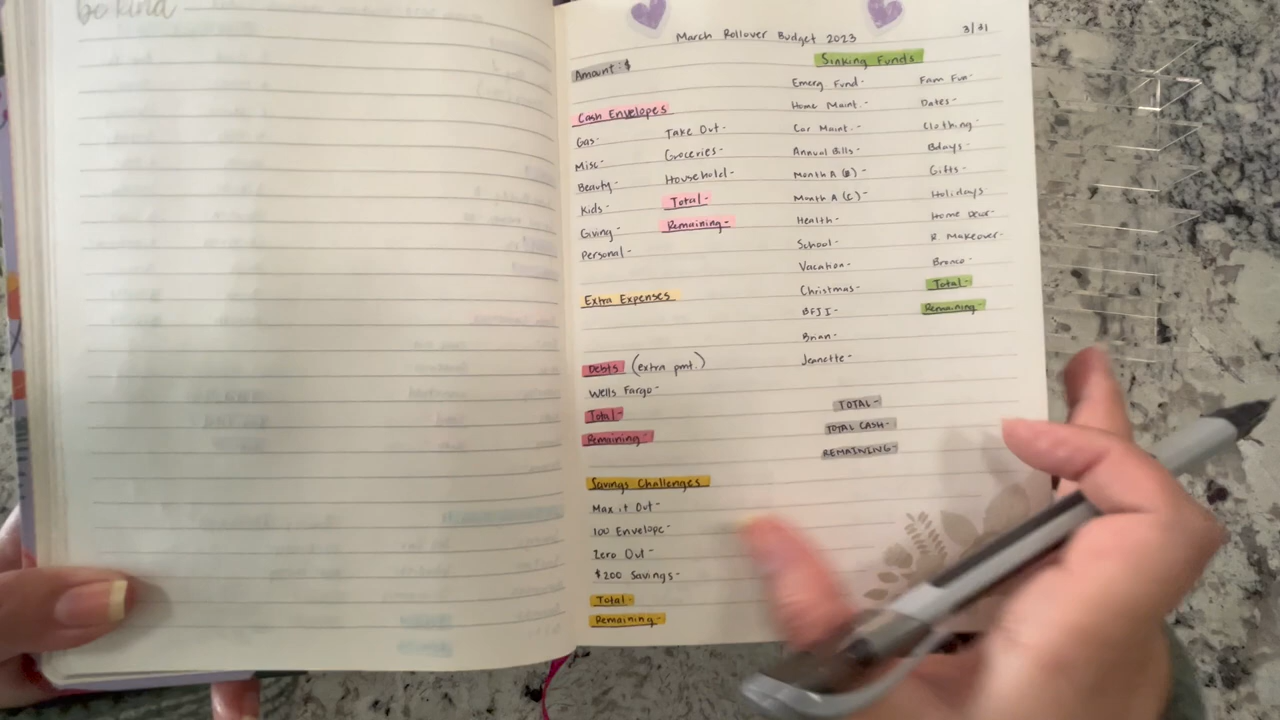 be kind
March Rollover Budget 2023
3/31
Amount: $
Cash Envelopes
Gas-
Misc-
Beauty-
Kids-
Giving-
Personal-
Take Out-
Groceries-
Household-
Total-
Remaining-
Extra Expenses
Debts (extra pmt.)
Wells Fargo-
Total-
Remaining-
Savings Challenges
Max it Out-
100 Envelope-
Zero Out-
$200 Savings-
Total-
Remaining-
Sinking Funds
Emerg Fund-
Home Maint.-
Car Maint.-
Annual Bills-
Month A (B)-
Month A (C)-
Health-
School-
Vacation-
Christmas-
BFJI-
Brian-
Jeanette-
Fam Fun-
Dates-
Clothing-
Bdays-
Gifts-
Holidays
Home Decor-
R. Makeover-
Bronco-
Total-
Remaining-
TOTAL-
TOTAL CASH-
REMAINING-